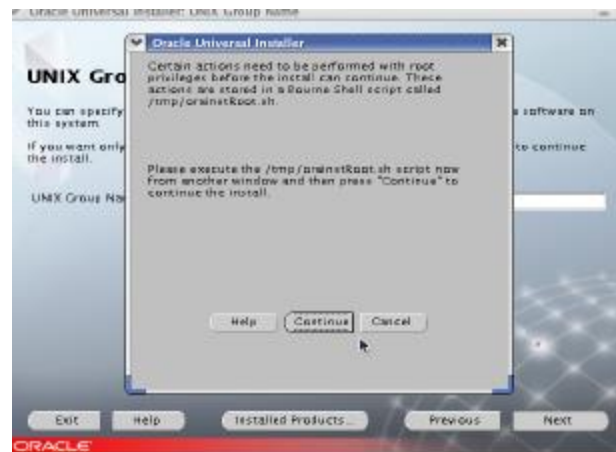 Oracle Universal Installer: UNIX Group Name
Oracle Universal Installer
Certain actions need to be performed with root
privileges before the install can continue. These
actions are stored in a Bourne Shell script called
/tmp/orainstRoot.sh.
UNIX Gro
You can specify
software on
this system
If you want only
to continue
the install.
Please execute the /tmp/orainstRoot.sh script now
from another window and then press "Continue" to
continue the install.
UNIX Group Na
Help
Continue
Cancel
Exit
Help
Installed Products...
Previous
Next
ORACLE